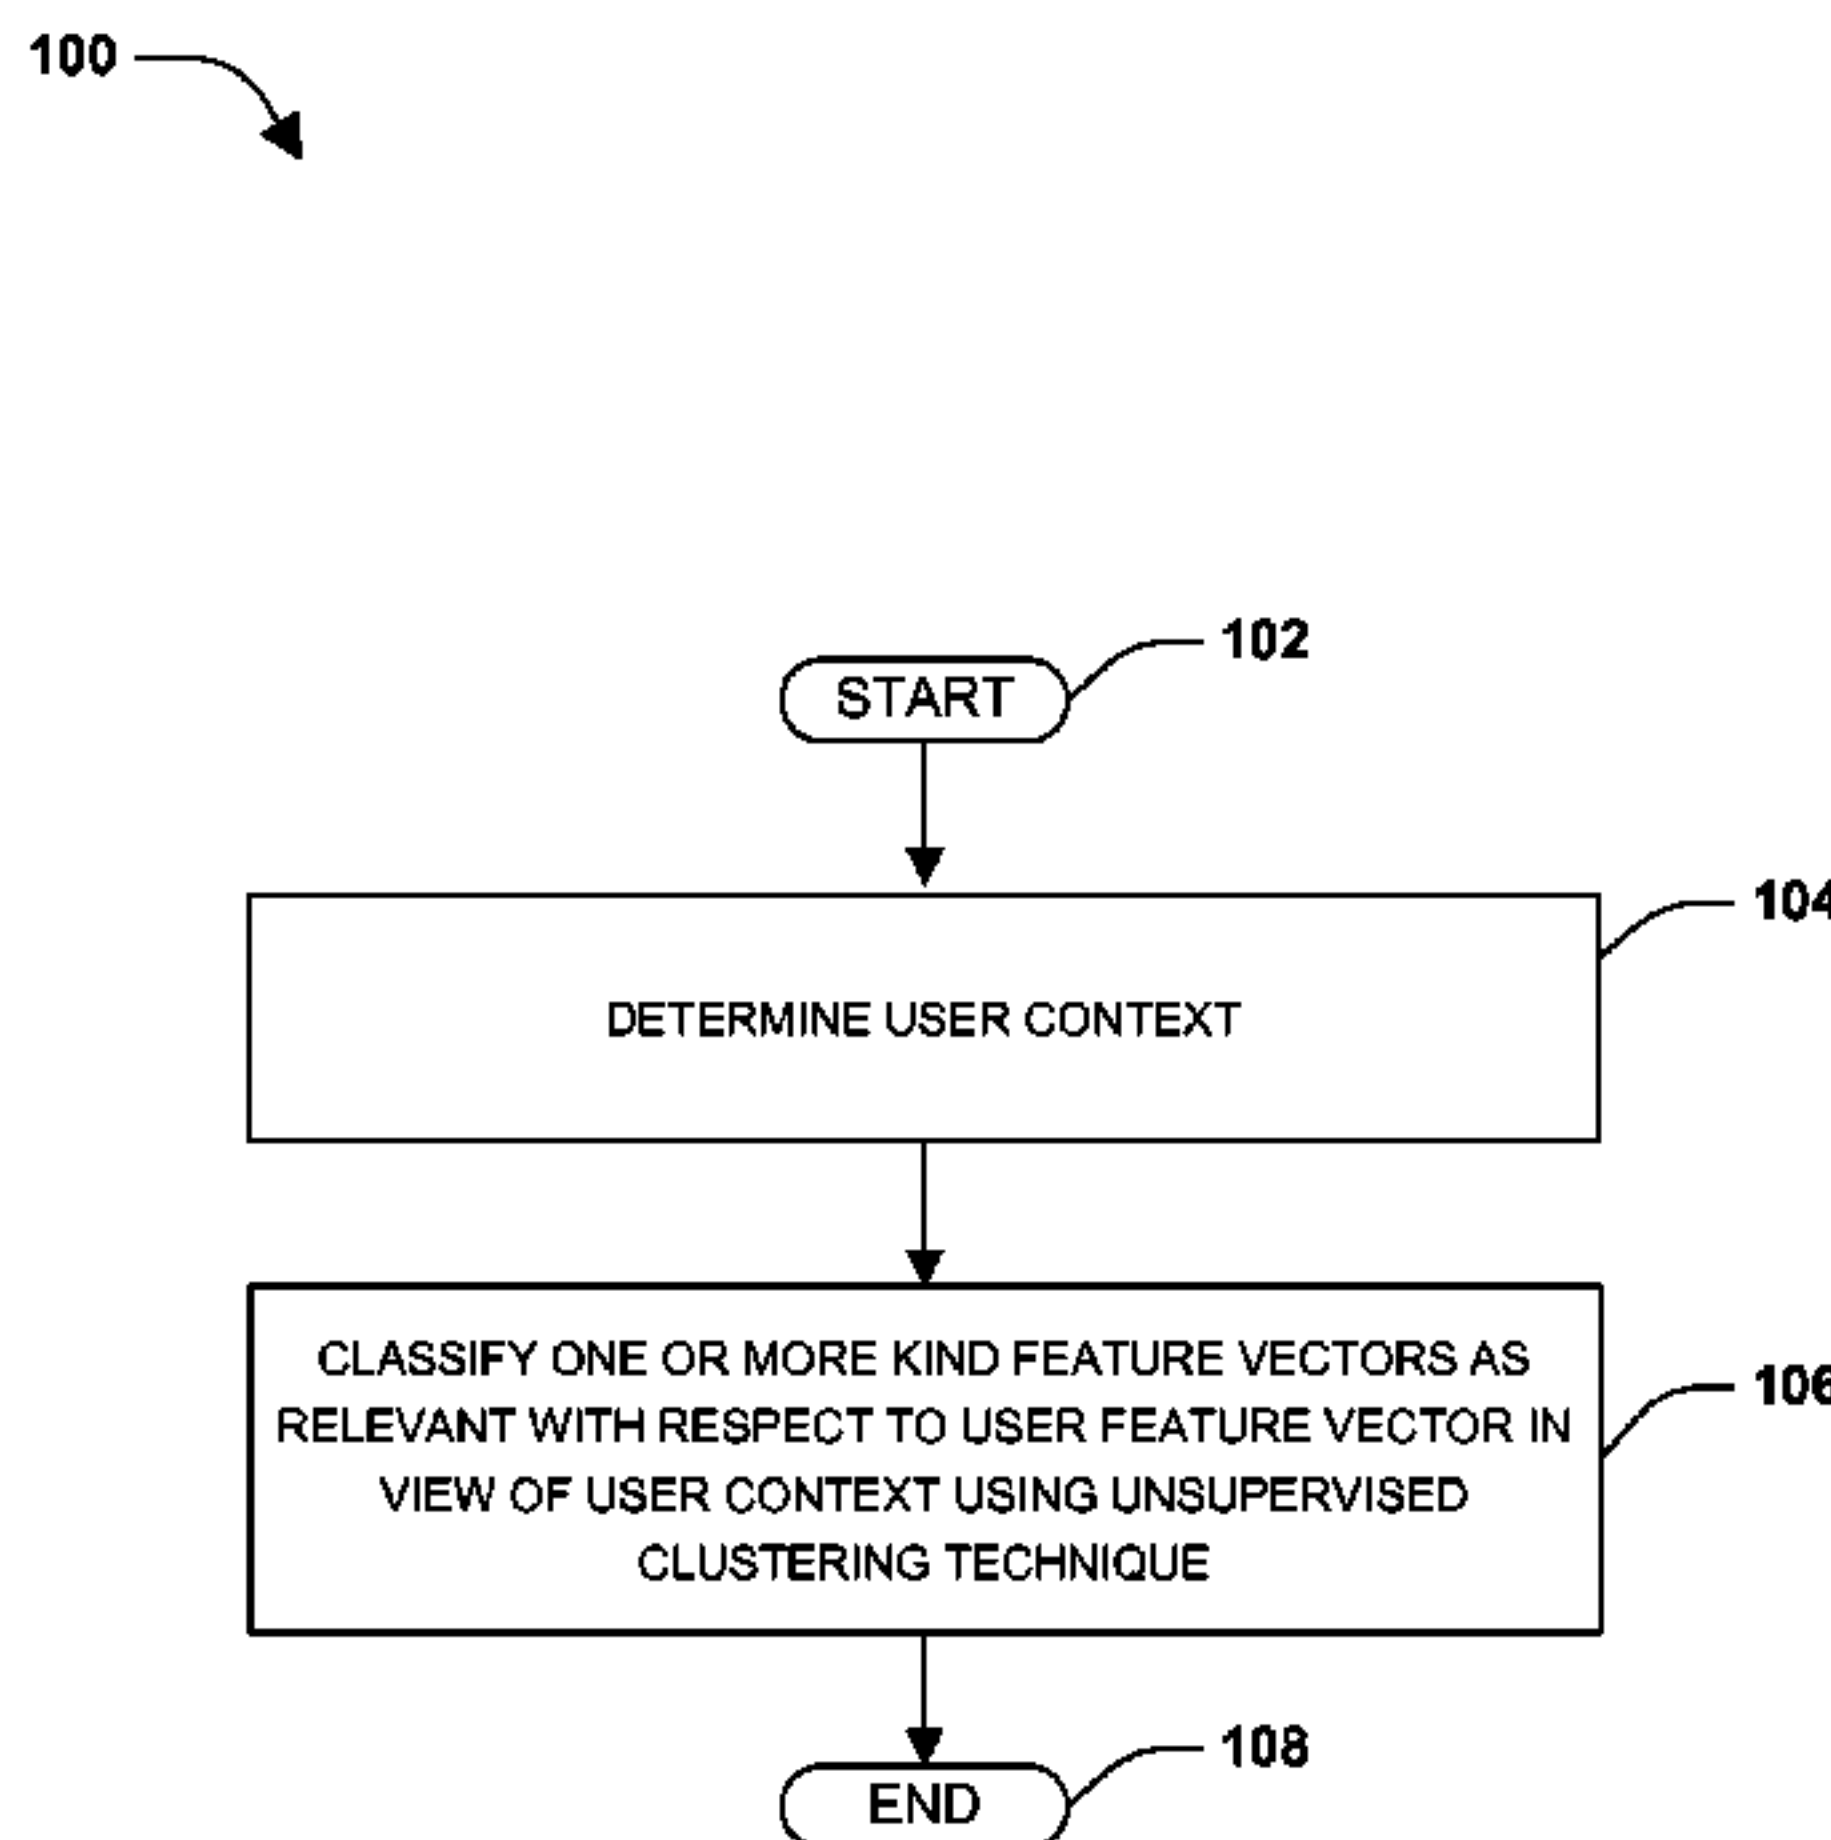 100
102
START
104
DETERMINE USER CONTEXT
CLASSIFY ONE OR MORE KIND FEATURE VECTORS AS
RELEVANT WITH RESPECT TO USER FEATURE VECTOR IN
VIEW OF USER CONTEXT USING UNSUPERVISED
CLUSTERING TECHNIQUE
106
108
END